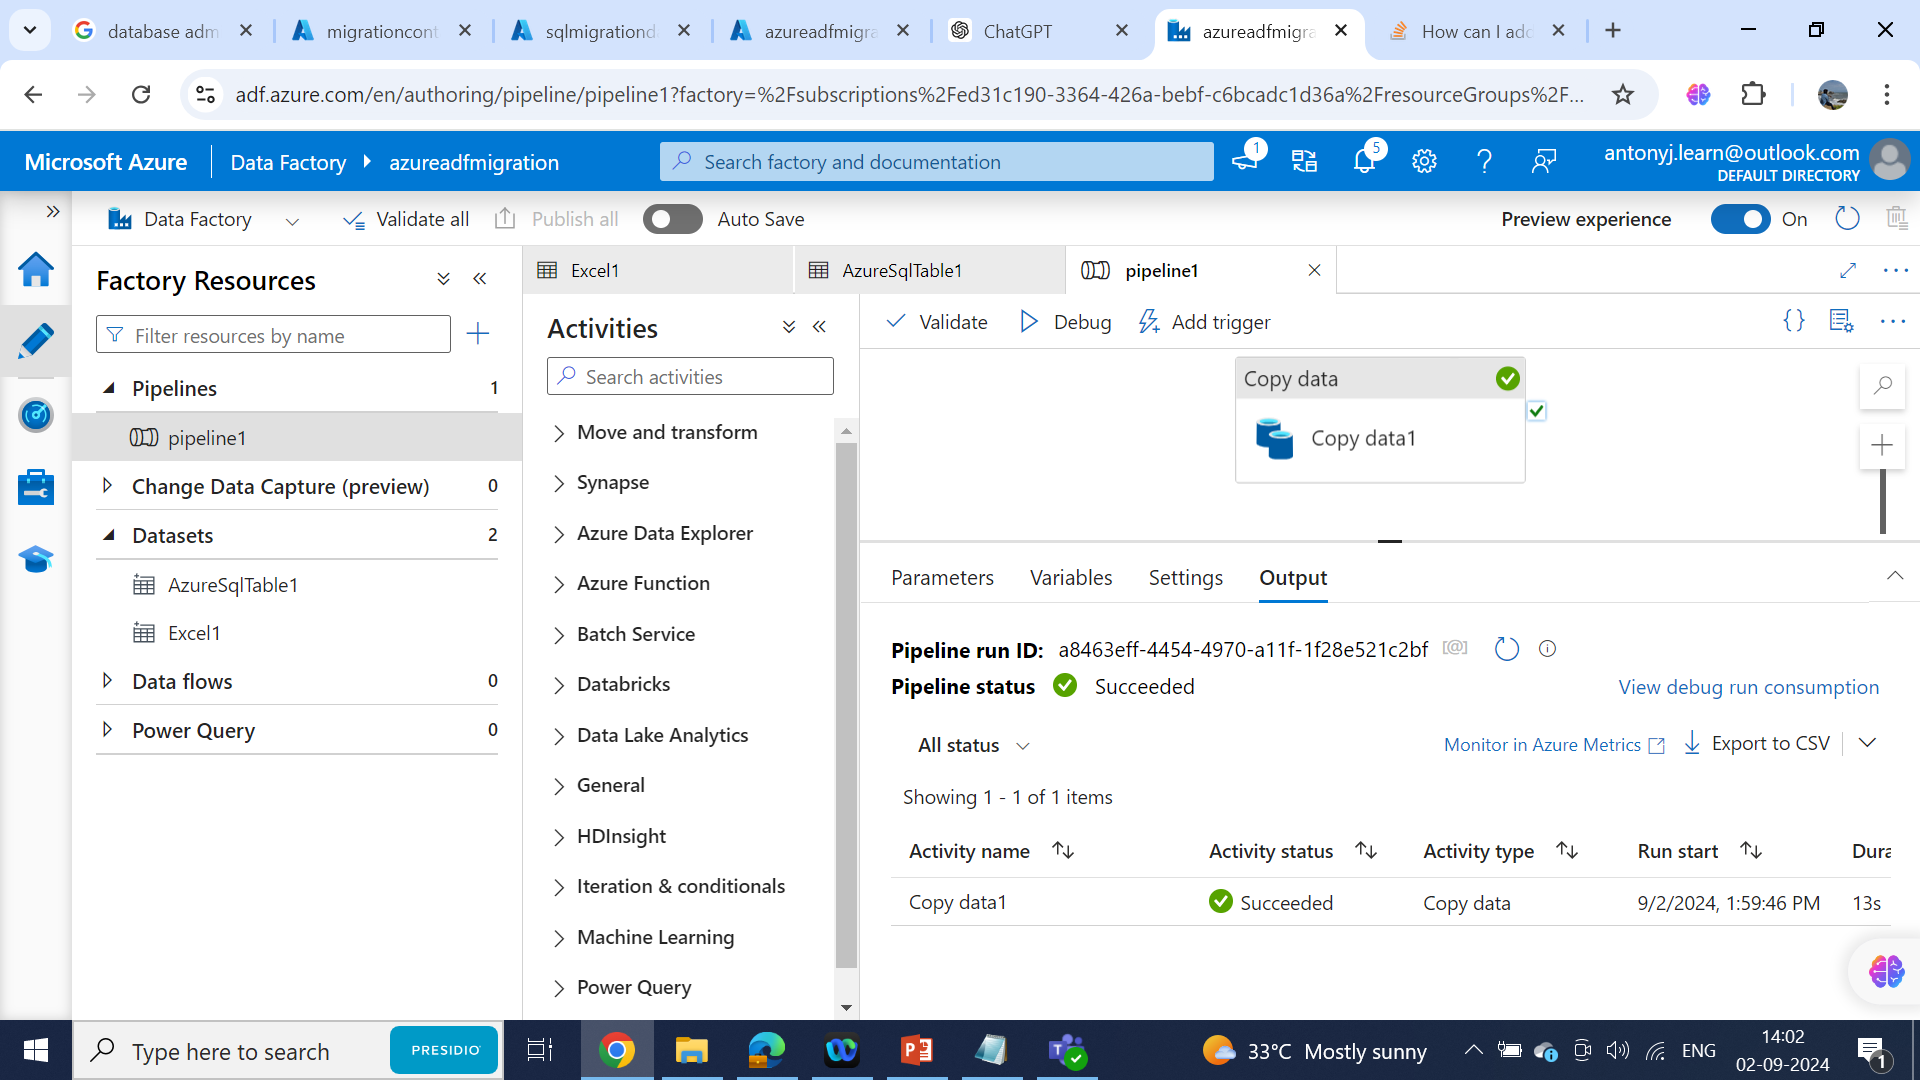 database adm
migrationcont
sqlmigrationd
azureadfmigra
ChatGPT
azureadfmigra
How can I add
adf.azure.com/en/authoring/pipeline/pipeline1?factory=%2Fsubscriptions%2Fed31c190-3364-426a-bebf-c6bcadc1d36a%2FresourceGroups%2F...
Microsoft Azure
Data Factory
azureadfmigration
Search factory and documentation
1
5
antonyj.learn@outlook.com
DEFAULT DIRECTORY
Data Factory
Validate all
Publish all
Auto Save
Preview experience
On
Factory Resources
Filter resources by name
Pipelines 1
pipeline1
Change Data Capture (preview) 0
Datasets 2
AzureSqlTable1
Excel1
Data flows 0
Power Query 0
Excel1
AzureSqlTable1
pipeline1
Activities
Search activities
Move and transform
Synapse
Azure Data Explorer
Azure Function
Batch Service
Databricks
Data Lake Analytics
General
HDInsight
Iteration & conditionals
Machine Learning
Power Query
Validate
Debug
Add trigger
{}
Copy data
Copy data1
Parameters
Variables
Settings
Output
Pipeline run ID: a8463eff-4454-4970-a11f-1f28e521c2bf [@]
Pipeline status Succeeded
View debug run consumption
All status
Monitor in Azure Metrics
Export to CSV
Showing 1 - 1 of 1 items
Activity name Activity status Activity type Run start Dura
Copy data1 Succeeded Copy data 9/2/2024, 1:59:46 PM 13s
Type here to search
PRESIDIO
33°C Mostly sunny
ENG
14:02
02-09-2024
1